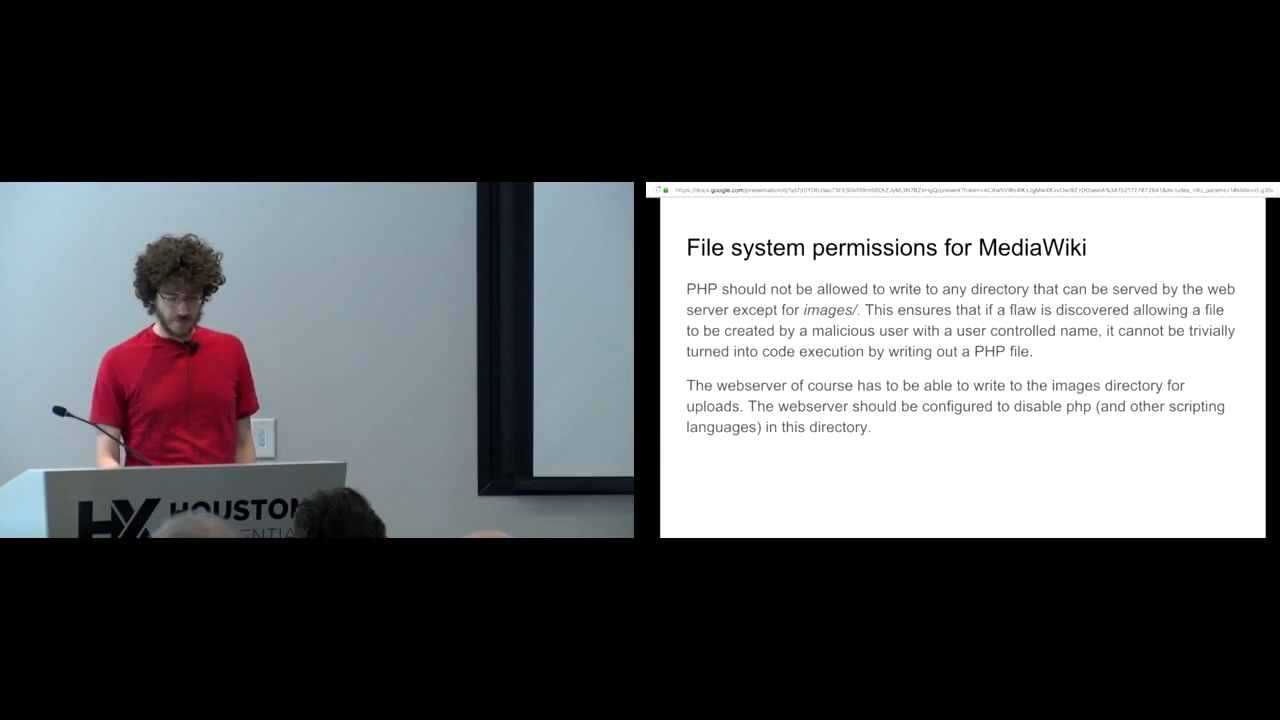 HX HOUSTON
File system permissions for MediaWiki
PHP should not be allowed to write to any directory that can be served by the web
server except for images/. This ensures that if a flaw is discovered allowing a file
to be created by a malicious user with a user controlled name, it cannot be trivially
turned into code execution by writing out a PHP file.
The webserver of course has to be able to write to the images directory for
uploads. The webserver should be configured to disable php (and other scripting
languages) in this directory.